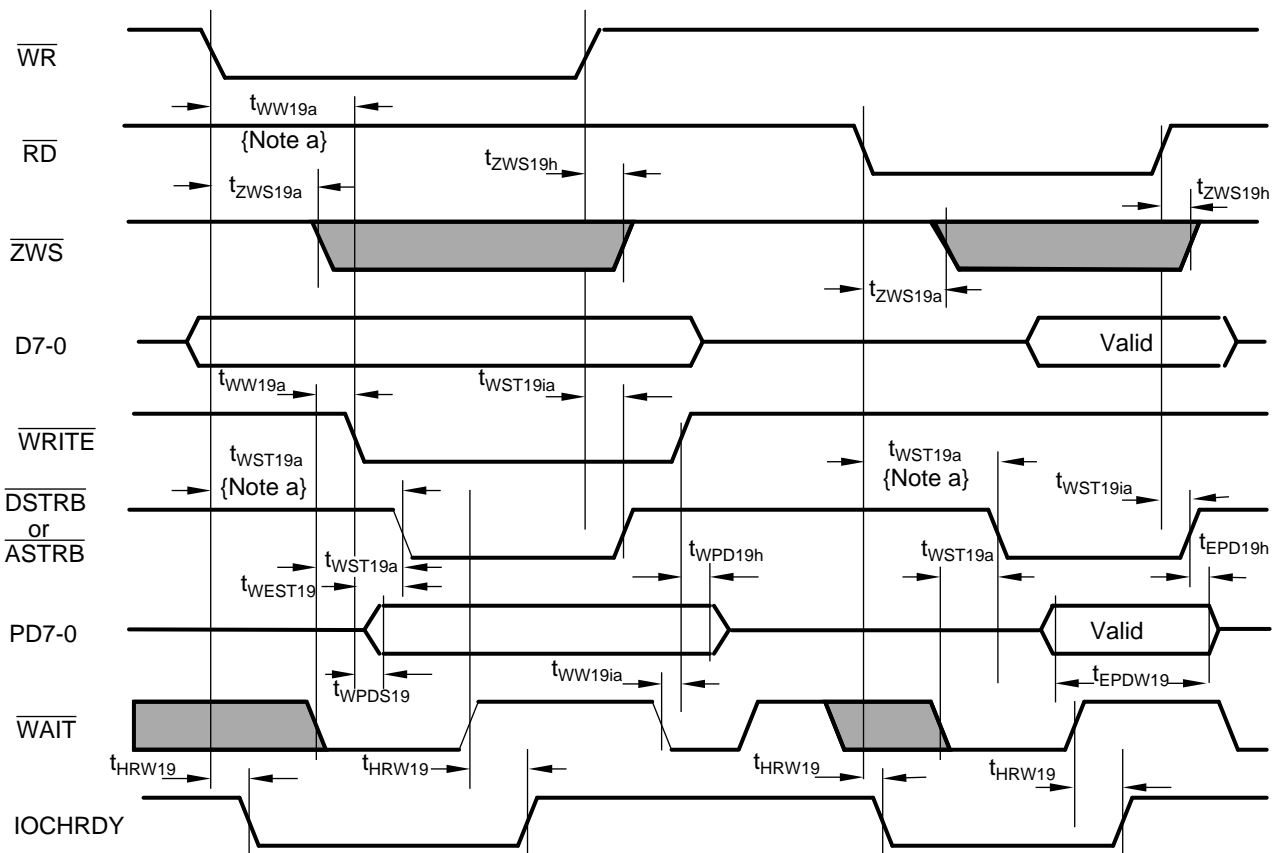 WR
tWW19a
{Note a}
RD
tZWS19h
tZWS19a
tZWS19h
ZWS
tZWS19a
D7-0
Valid
tWW19a
tWST19ia
WRITE
tWST19a
{Note a}
tWST19a
{Note a}
tWST19ia
DSTRB
or
ASTRB
tWST19a
tWPD19h
tWST19a
tEPD19h
tWEST19
PD7-0
Valid
tWPDS19
tWW19ia
tEPDW19
WAIT
tHRW19
tHRW19
tHRW19
tHRW19
IOCHRDY